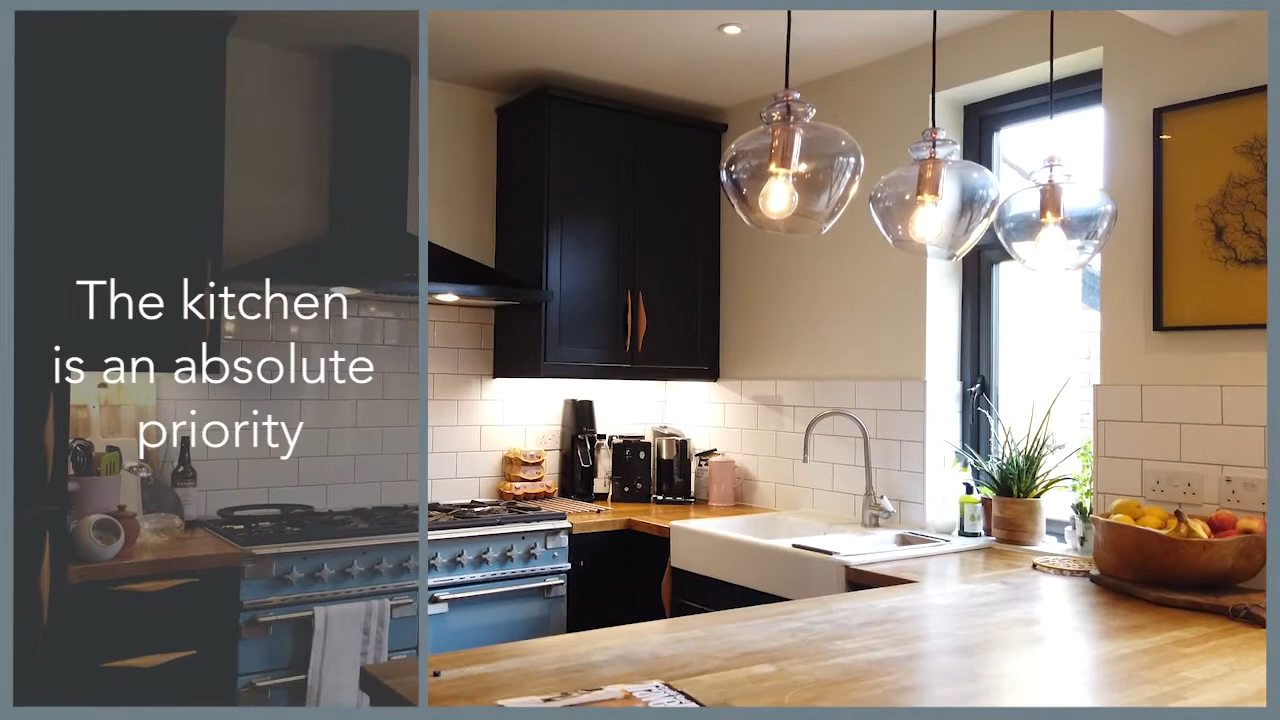 The kitchen
is an absolute
priority